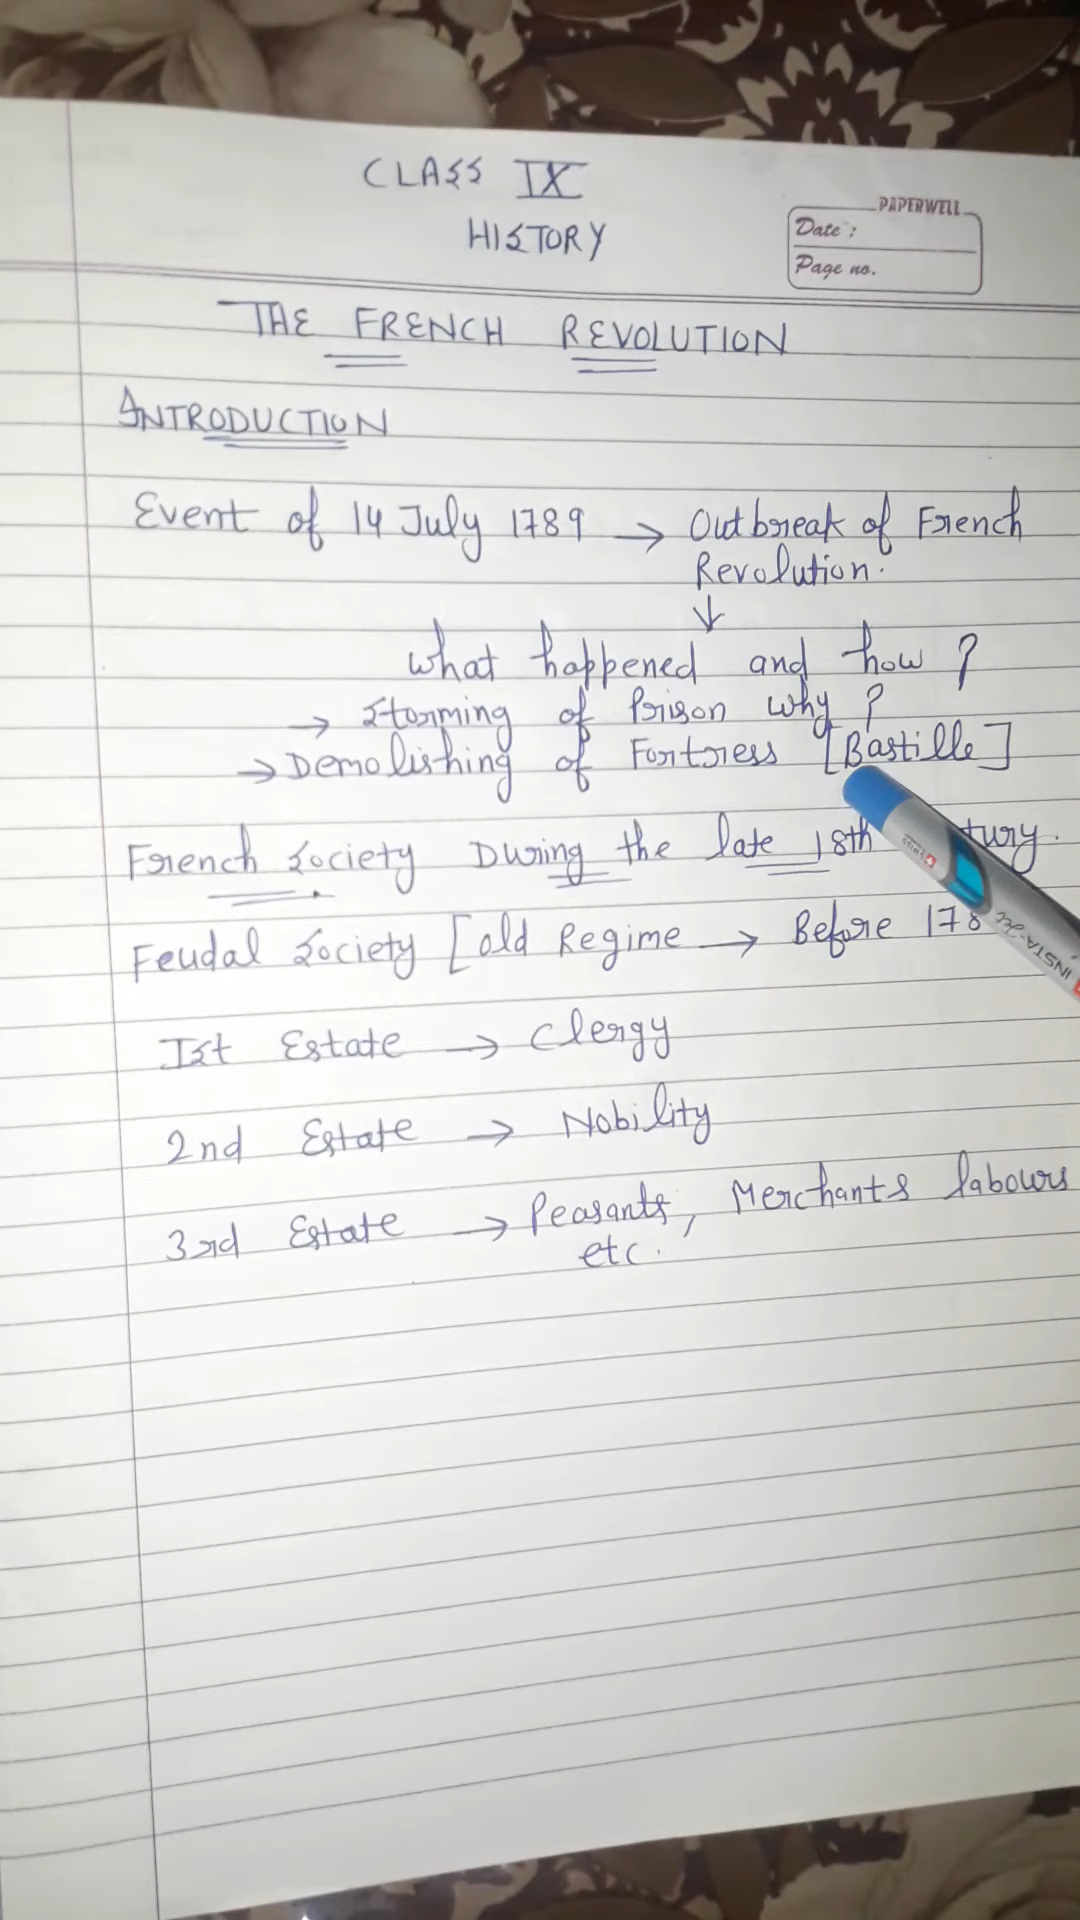 CLASS IX
HISTORY
PAPERWELL
Date :
Page no.
THE FRENCH REVOLUTION
INTRODUCTION
Event of 14 July 1789 → Outbreak of French
Revolution.
↓
What happened and how ?
→ Storming of Prison why ?
→ Demolishing of Fortress [Bastille]
French Society During the late 18th
Feudal Society [old Regime → Before 178
Ist Estate → Clergy
2nd Estate → Nobility
3rd Estate → Peasants, Merchants labours
etc.
INSTA